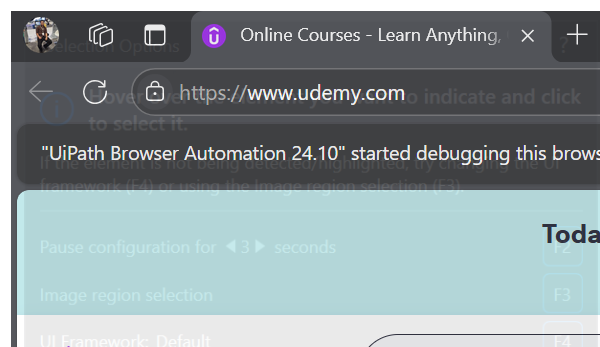 Online Courses - Learn Anything,
Selection Options
?
https://www.udemy.com
Hover over the element you want to indicate and click
to select it.
"UiPath Browser Automation 24.10" started debugging this brows
If the element is not being detected/highlighted, try changing the UI
framework (F4) or using the Image region selection (F3).
Toda
Pause configuration for 3 seconds
F2
Image region selection
F3
UI Framework: Default
F4